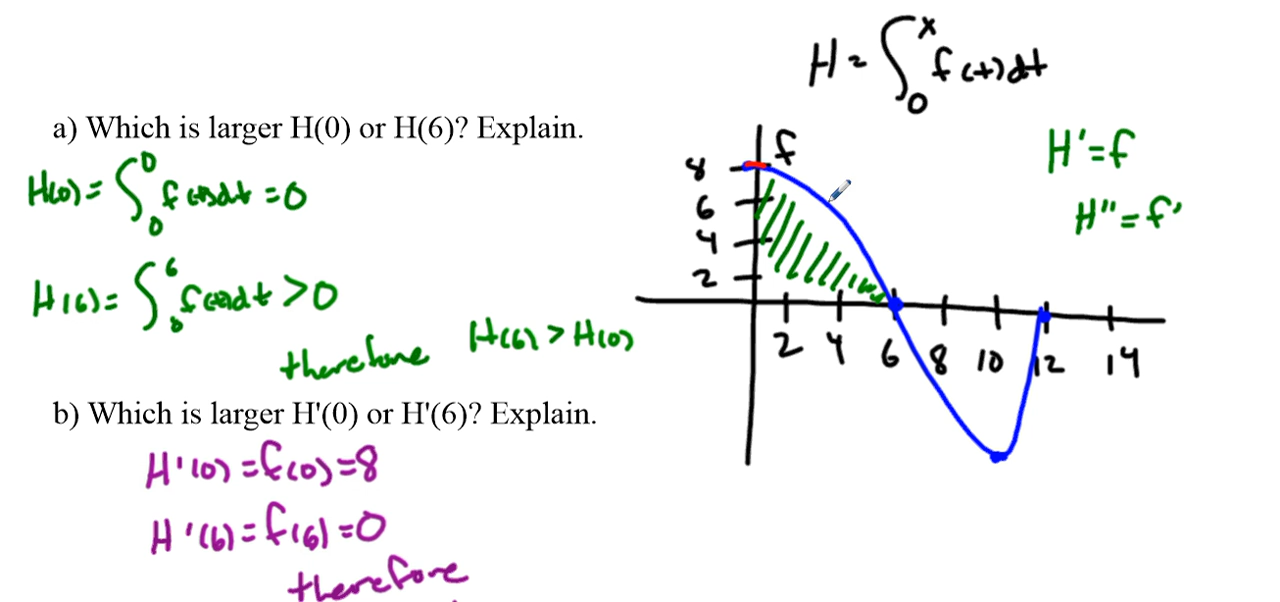 H = ∫₀ˣ f(t)dt
a) Which is larger H(0) or H(6)? Explain.
H(0) = ∫₀⁰ f(t)dt = 0
H(6) = ∫₀⁶ f(t)dt > 0
therefore H(6) > H(0)
b) Which is larger H'(0) or H'(6)? Explain.
H'(0) = f(0) = 8
H'(6) = f(6) = 0
therefore
f
H' = f
H'' = f'
8
6
4
2
2 4 6 8 10 12 14